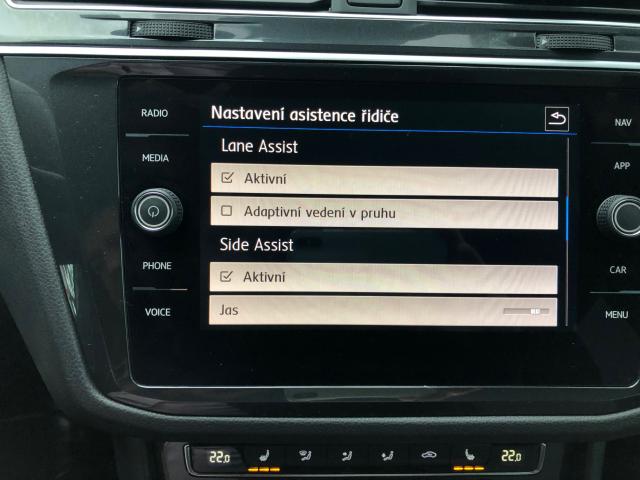 RADIO
MEDIA
PHONE
VOICE
Nastavení asistence řidiče
Lane Assist
Aktivní
Adaptivní vedení v pruhu
Side Assist
Aktivní
Jas
NAV
APP
CAR
MENU
22.0 22.0